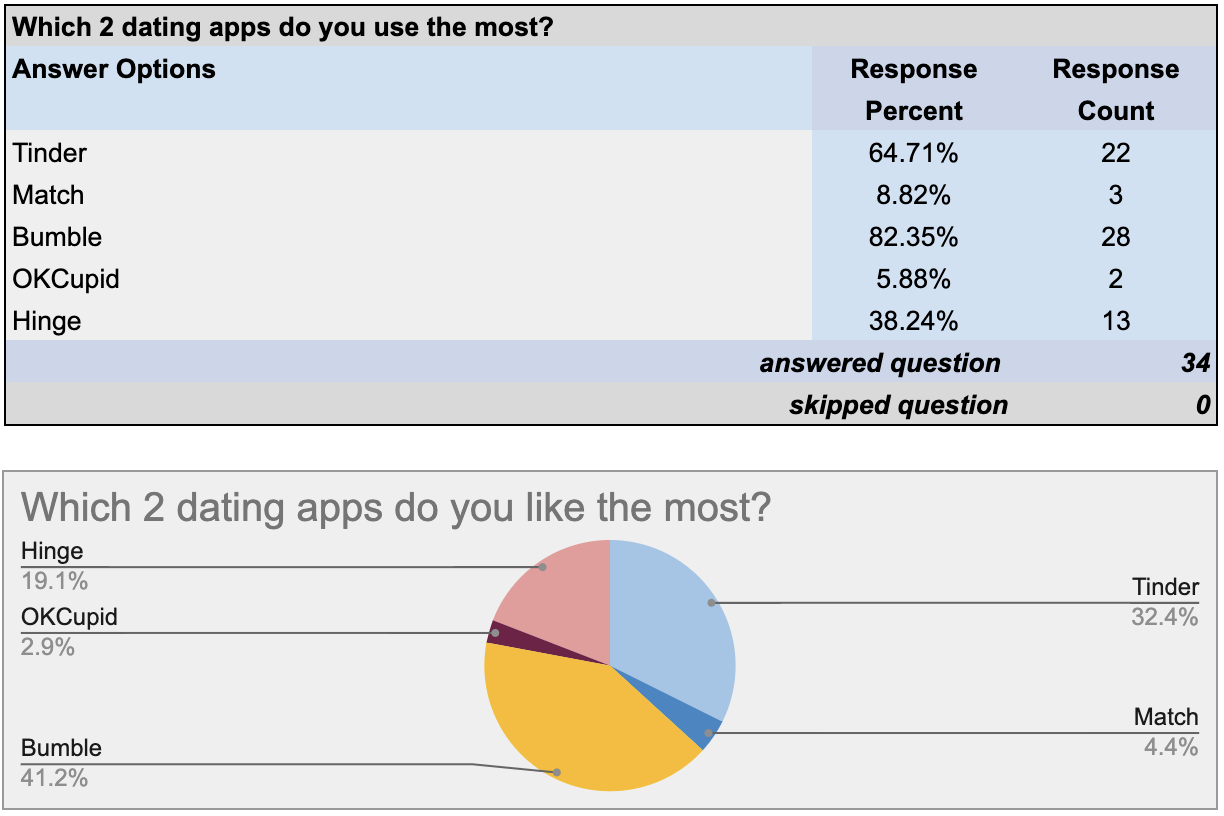 Which 2 dating apps do you use the most?
Answer Options Response Percent Response Count
Tinder 64.71% 22
Match 8.82% 3
Bumble 82.35% 28
OKCupid 5.88% 2
Hinge 38.24% 13
answered question 34
skipped question 0
Which 2 dating apps do you like the most?
Hinge
19.1%
OKCupid
2.9%
Bumble
41.2%
Tinder
32.4%
Match
4.4%